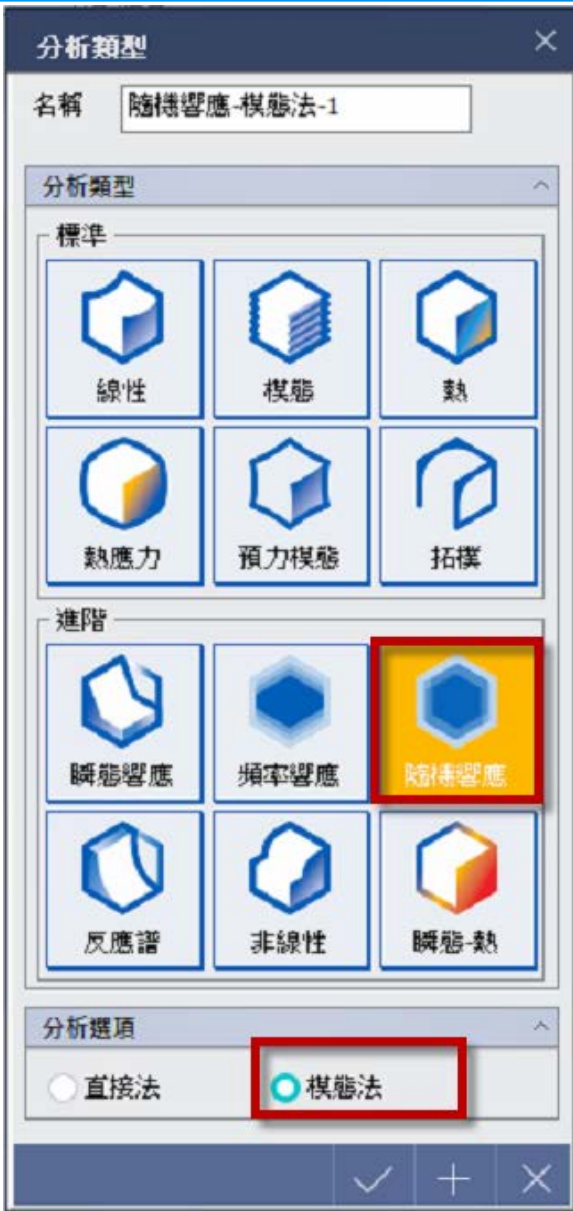 分析類型
名稱 隨機響應-模態法-1
分析類型
標準
線性 模態 熱
熱應力 預力模態 拓樸
進階
瞬態響應 頻率響應 隨機響應
反應譜 非線性 瞬態-熱
分析選項
直接法 模態法